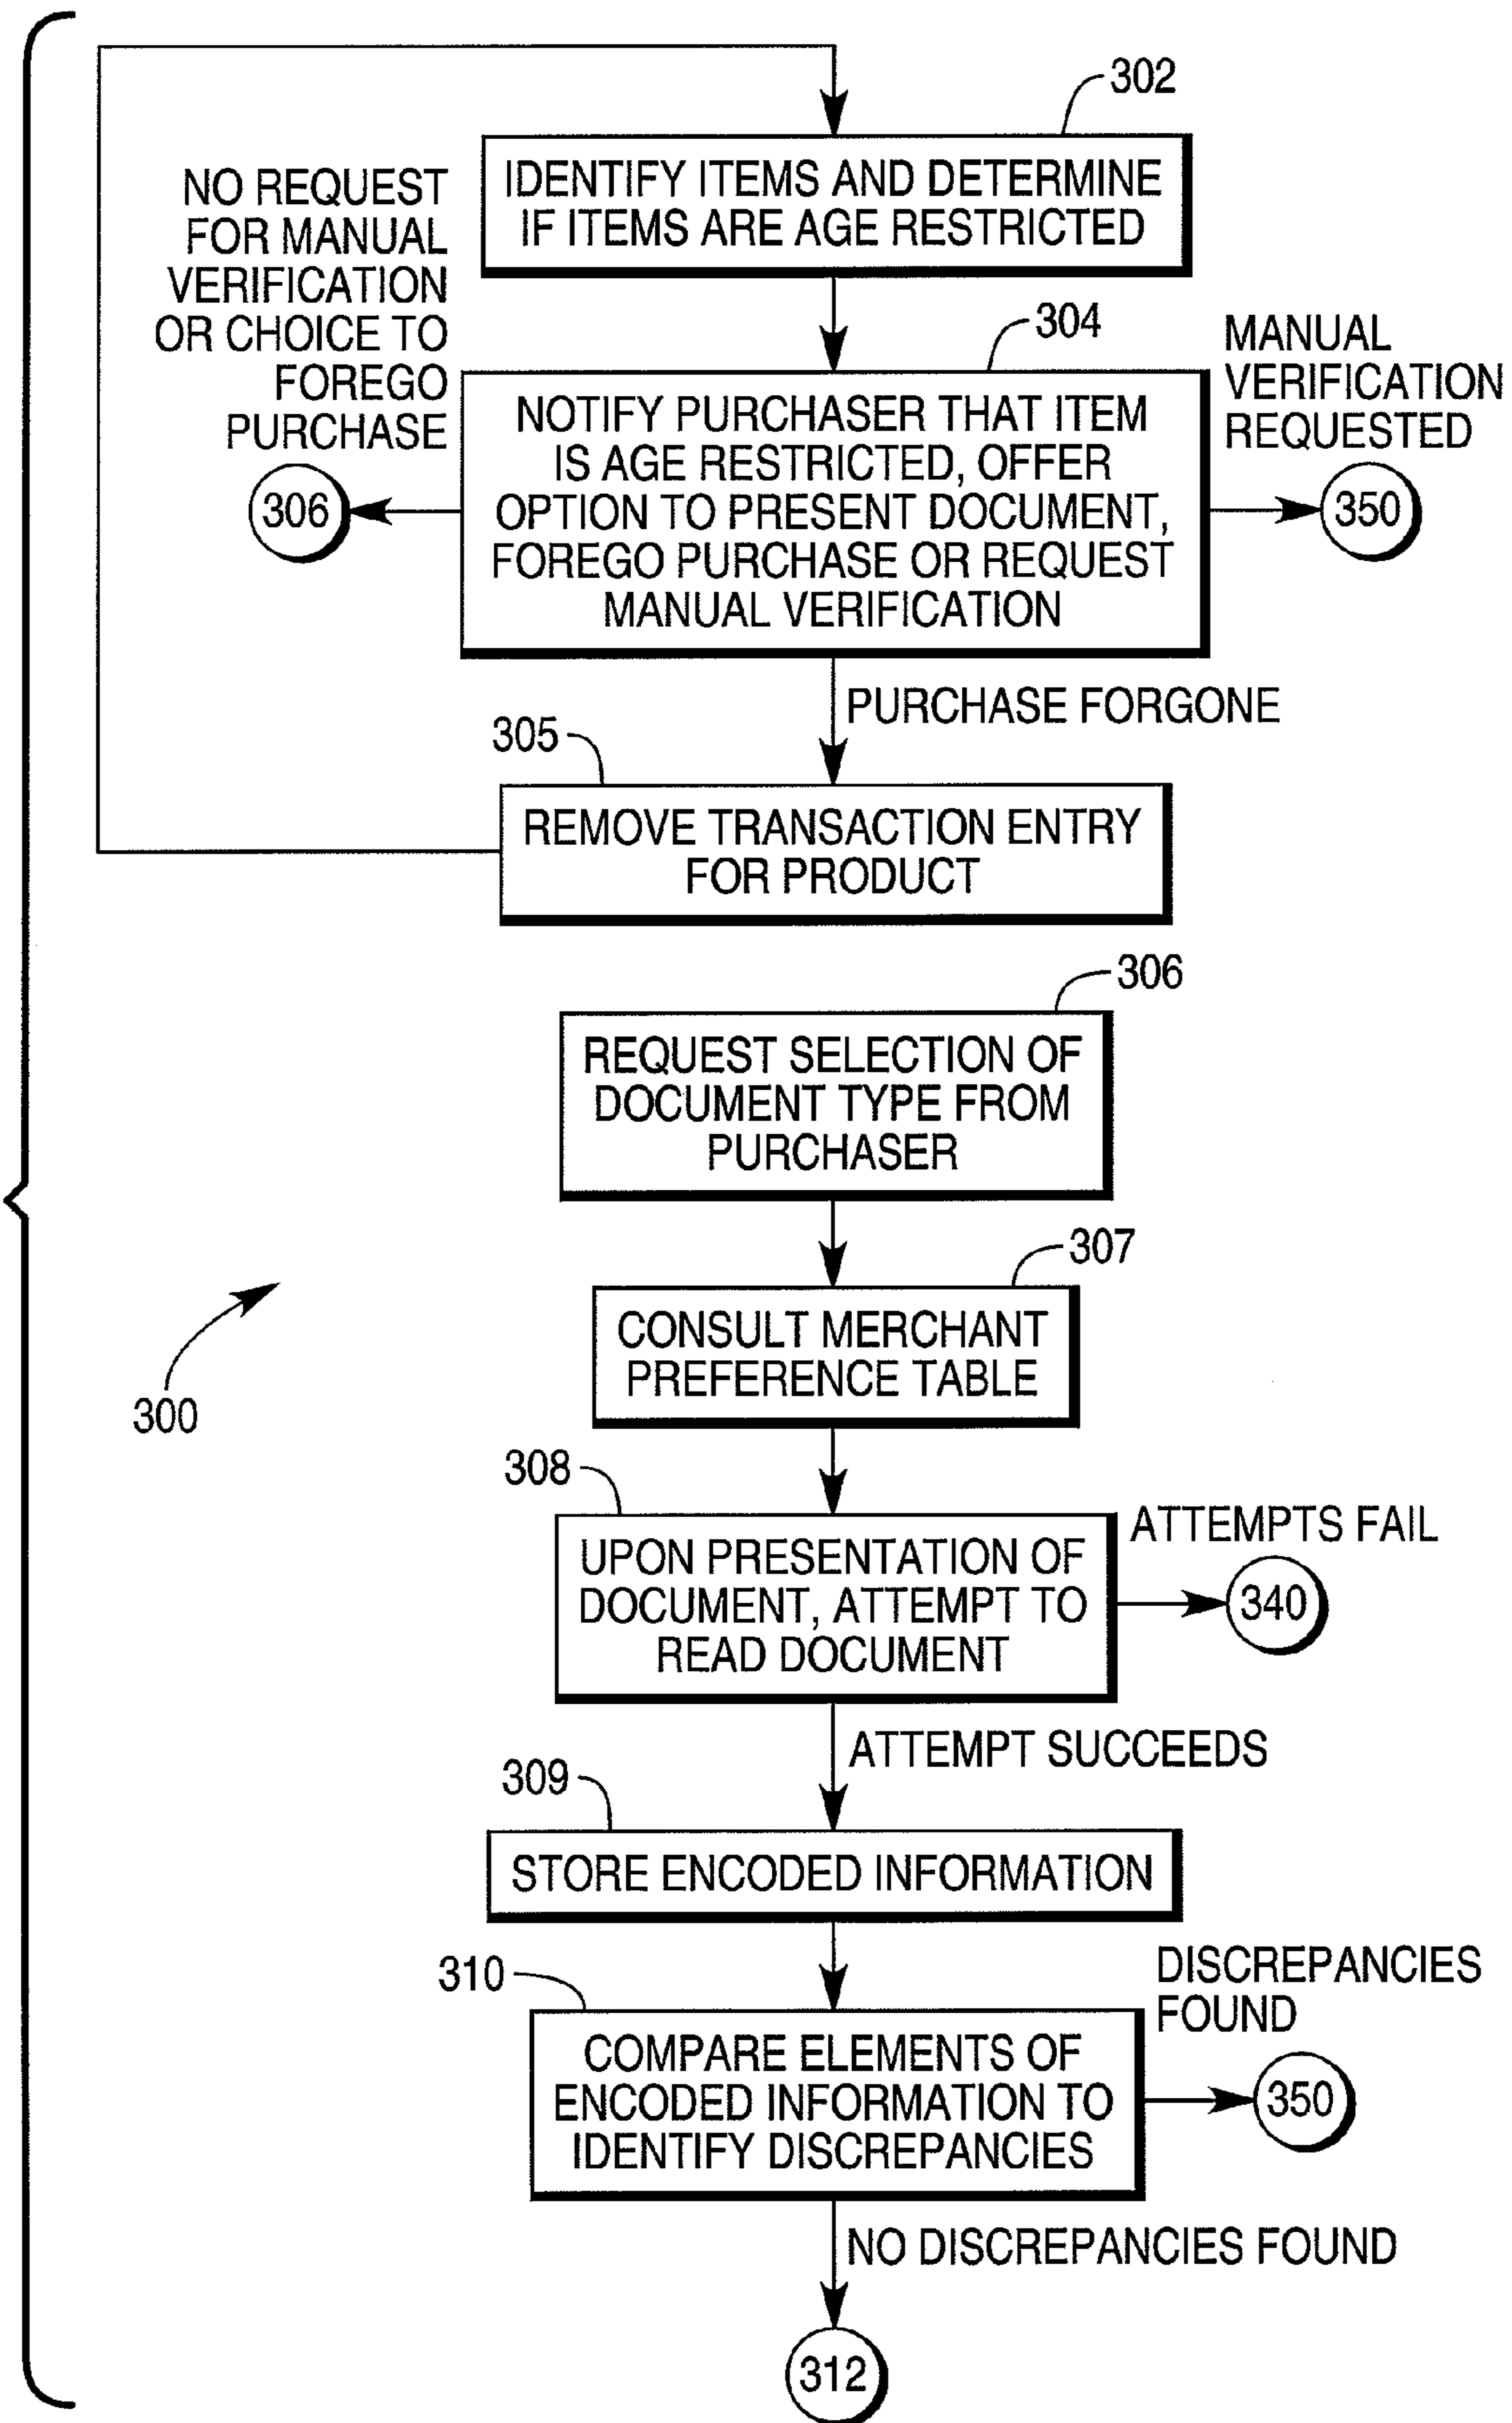 302
IDENTIFY ITEMS AND DETERMINE
IF ITEMS ARE AGE RESTRICTED
NO REQUEST
FOR MANUAL
VERIFICATION
OR CHOICE TO
FOREGO
PURCHASE
306
304
NOTIFY PURCHASER THAT ITEM
IS AGE RESTRICTED, OFFER
OPTION TO PRESENT DOCUMENT,
FOREGO PURCHASE OR REQUEST
MANUAL VERIFICATION
MANUAL
VERIFICATION
REQUESTED
350
PURCHASE FORGONE
305
REMOVE TRANSACTION ENTRY
FOR PRODUCT
306
REQUEST SELECTION OF
DOCUMENT TYPE FROM
PURCHASER
307
CONSULT MERCHANT
PREFERENCE TABLE
300
308
UPON PRESENTATION OF
DOCUMENT, ATTEMPT TO
READ DOCUMENT
ATTEMPTS FAIL
340
ATTEMPT SUCCEEDS
309
STORE ENCODED INFORMATION
310
COMPARE ELEMENTS OF
ENCODED INFORMATION TO
IDENTIFY DISCREPANCIES
DISCREPANCIES
FOUND
350
NO DISCREPANCIES FOUND
312